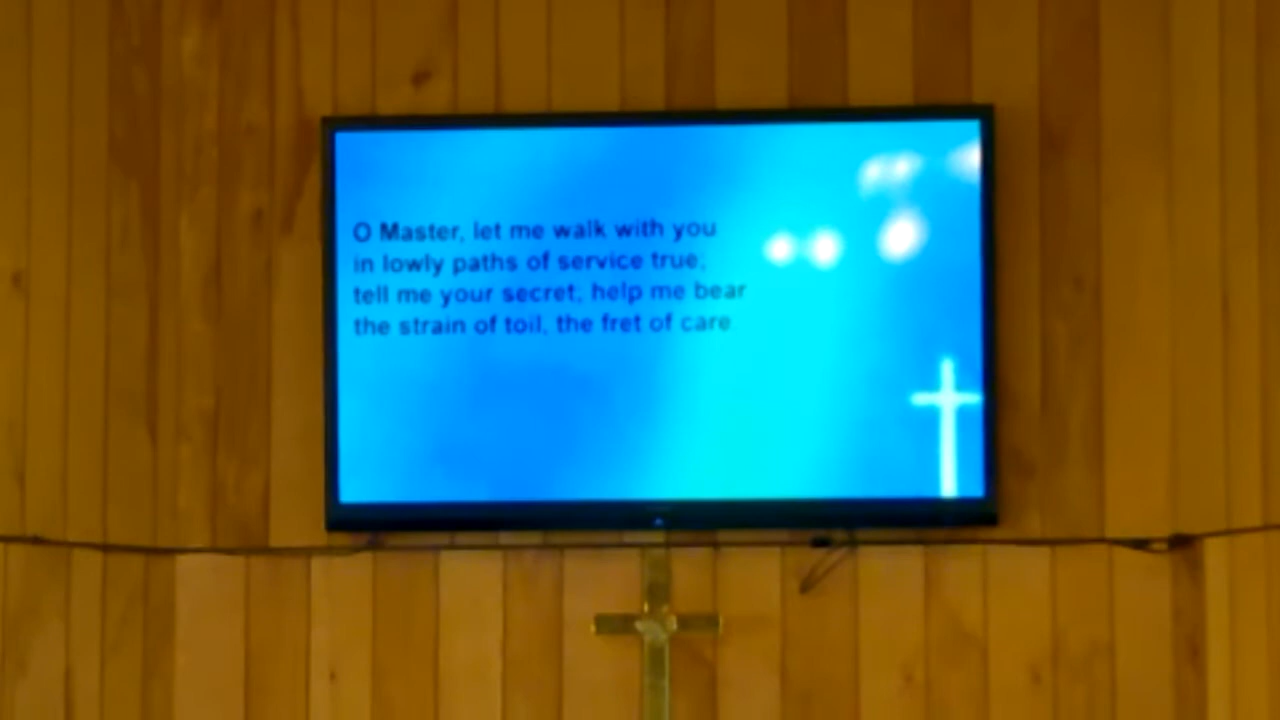 O Master, let me walk with you
in lowly paths of service true;
tell me your secret; help me bear
the strain of toil, the fret of care.